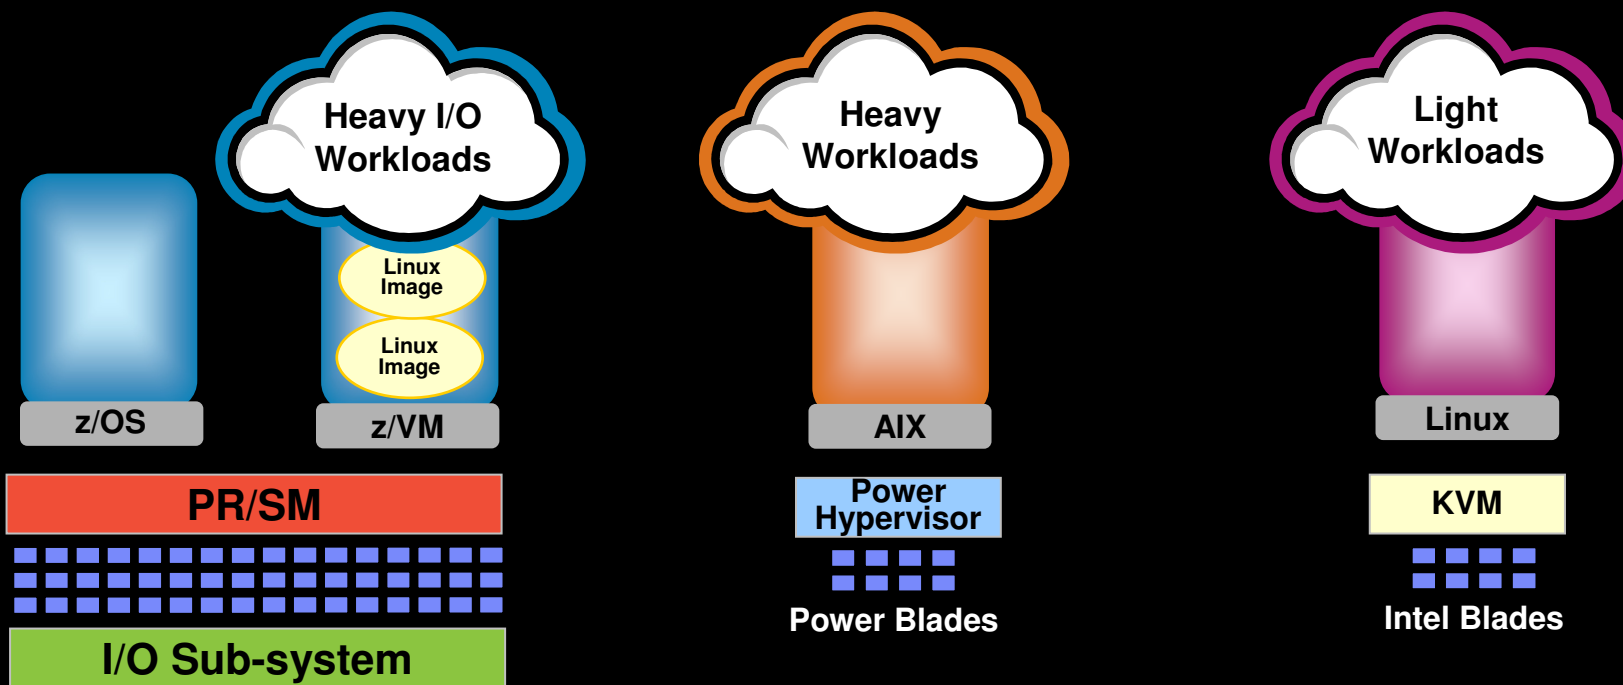 Heavy I/O
Workloads
Linux
Image
Linux
Image
z/OS
z/VM
PR/SM
I/O Sub-system
Heavy
Workloads
AIX
Power
Hypervisor
Power Blades
Light
Workloads
Linux
KVM
Intel Blades